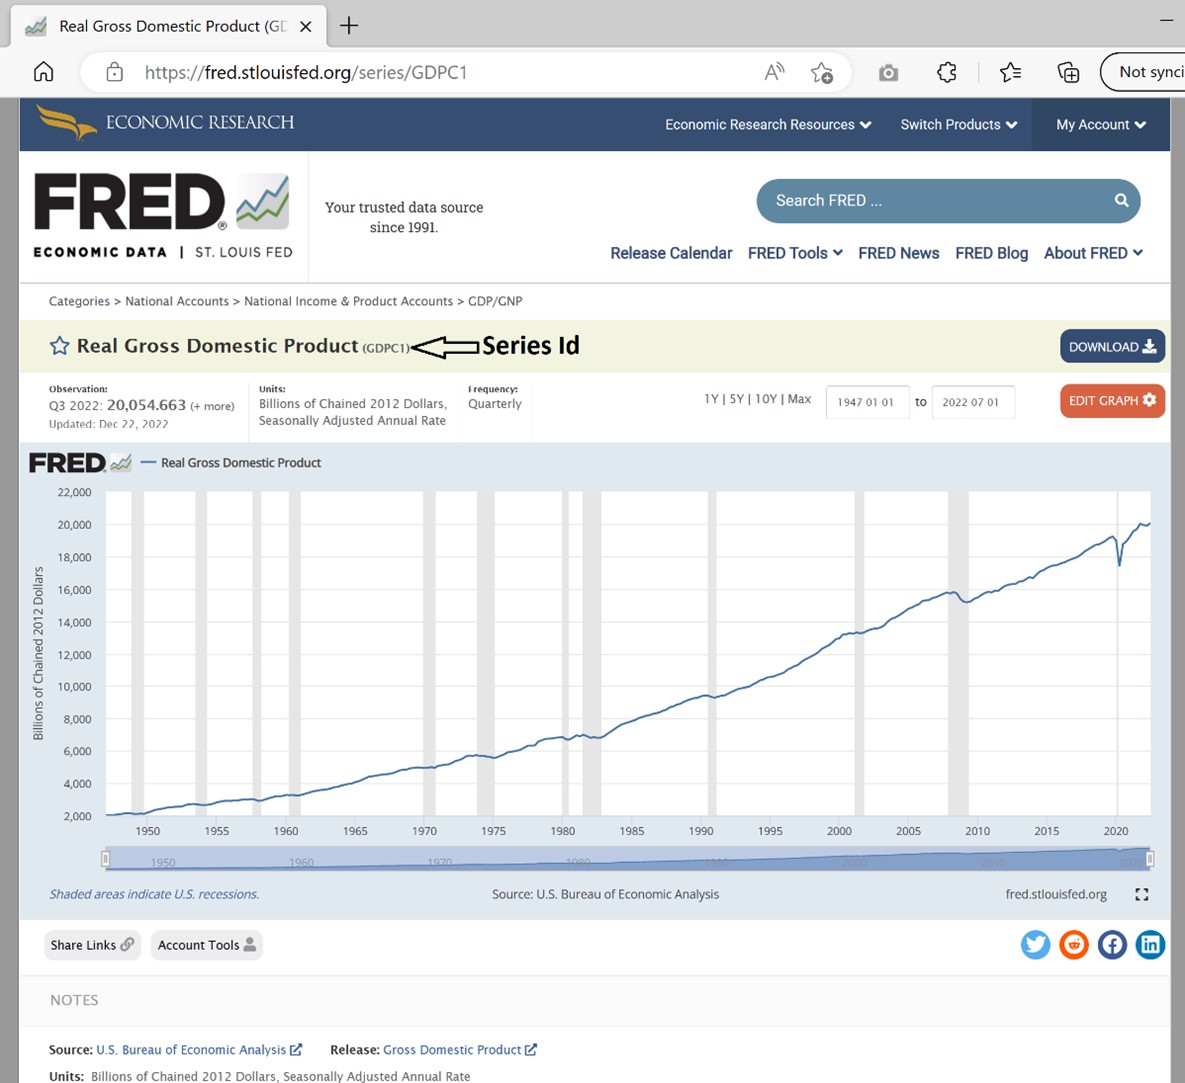 Real Gross Domestic Product (GD
https://fred.stlouisfed.org/series/GDPC1
Not synci
ECONOMIC RESEARCH
Economic Research Resources
Switch Products
My Account
FRED®
ECONOMIC DATA | ST. LOUIS FED
Your trusted data source
since 1991.
Search FRED ...
Release Calendar
FRED Tools
FRED News
FRED Blog
About FRED
Categories > National Accounts > National Income & Product Accounts > GDP/GNP
Real Gross Domestic Product (GDPC1)
Series Id
DOWNLOAD
Observation:
Q3 2022: 20,054.663 (+ more)
Updated: Dec 22, 2022
Units:
Billions of Chained 2012 Dollars,
Seasonally Adjusted Annual Rate
Frequency:
Quarterly
1Y | 5Y | 10Y | Max
1947 01 01
to
2022 07 01
EDIT GRAPH
FRED
Real Gross Domestic Product
Billions of Chained 2012 Dollars
22,000
20,000
18,000
16,000
14,000
12,000
10,000
8,000
6,000
4,000
2,000
1950 1955 1960 1965 1970 1975 1980 1985 1990 1995 2000 2005 2010 2015 2020
1950 1960 1970 1980 1990 2000 2010 2020
Shaded areas indicate U.S. recessions.
Source: U.S. Bureau of Economic Analysis
fred.stlouisfed.org
Share Links
Account Tools
NOTES
Source: U.S. Bureau of Economic Analysis
Release: Gross Domestic Product
Units: Billions of Chained 2012 Dollars, Seasonally Adjusted Annual Rate